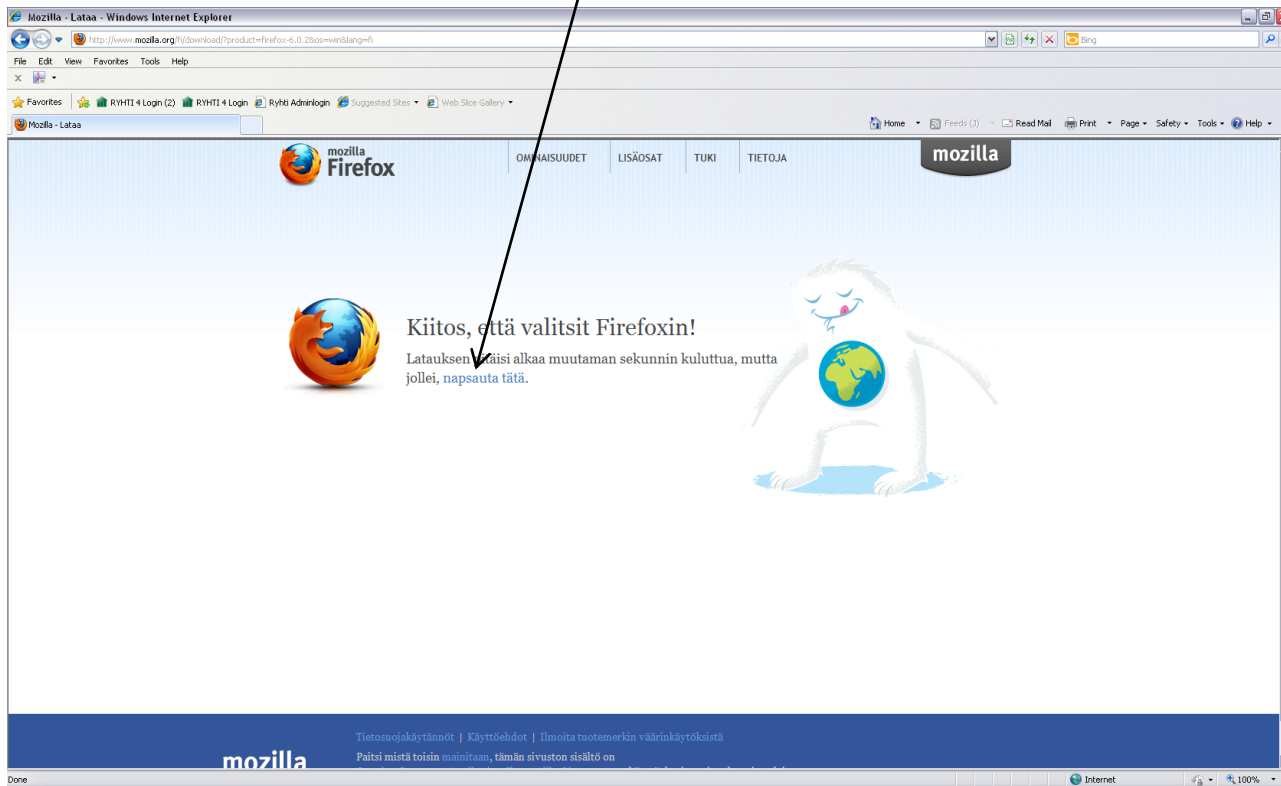 Mozilla - Lataa - Windows Internet Explorer
http://www.mozilla.org/fi/download/?product=firefox-6.0.2&os=win&lang=fi
Bing
File Edit View Favorites Tools Help
x
Favorites RYHTI 4 Login (2) RYHTI 4 Login Ryhti Adminlogin Suggested Sites Web Slice Gallery
Mozilla - Lataa Home Feeds (J) Read Mail Print Page Safety Tools Help
mozilla
Firefox
OMINAISUUDET LISÄOSAT TUKI TIETOJA
mozilla
Kiitos, että valitsit Firefoxin!
Latauksen pitäisi alkaa muutaman sekunnin kuluttua, mutta
jollei, napsauta tätä.
Tietosuojakäytännöt | Käyttöehdot | Ilmoita tuotemerkin väärinkäytöksistä
mozilla
Paitsi mistä toisin mainitaan, tämän sivuston sisältö on
Done Internet 100%